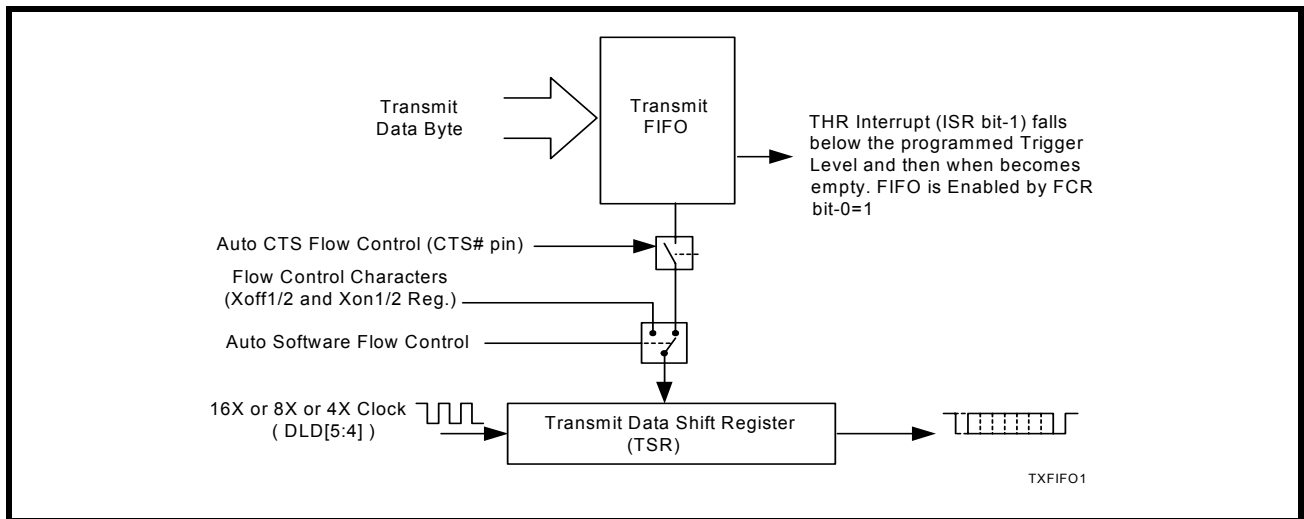 Transmit
Data Byte
Transmit
FIFO
THR Interrupt (ISR bit-1) falls
below the programmed Trigger
Level and then when becomes
empty. FIFO is Enabled by FCR
bit-0=1
Auto CTS Flow Control (CTS# pin)
Flow Control Characters
(Xoff1/2 and Xon1/2 Reg.)
Auto Software Flow Control
16X or 8X or 4X Clock
( DLD[5:4] )
Transmit Data Shift Register
(TSR)
TXFIFO1